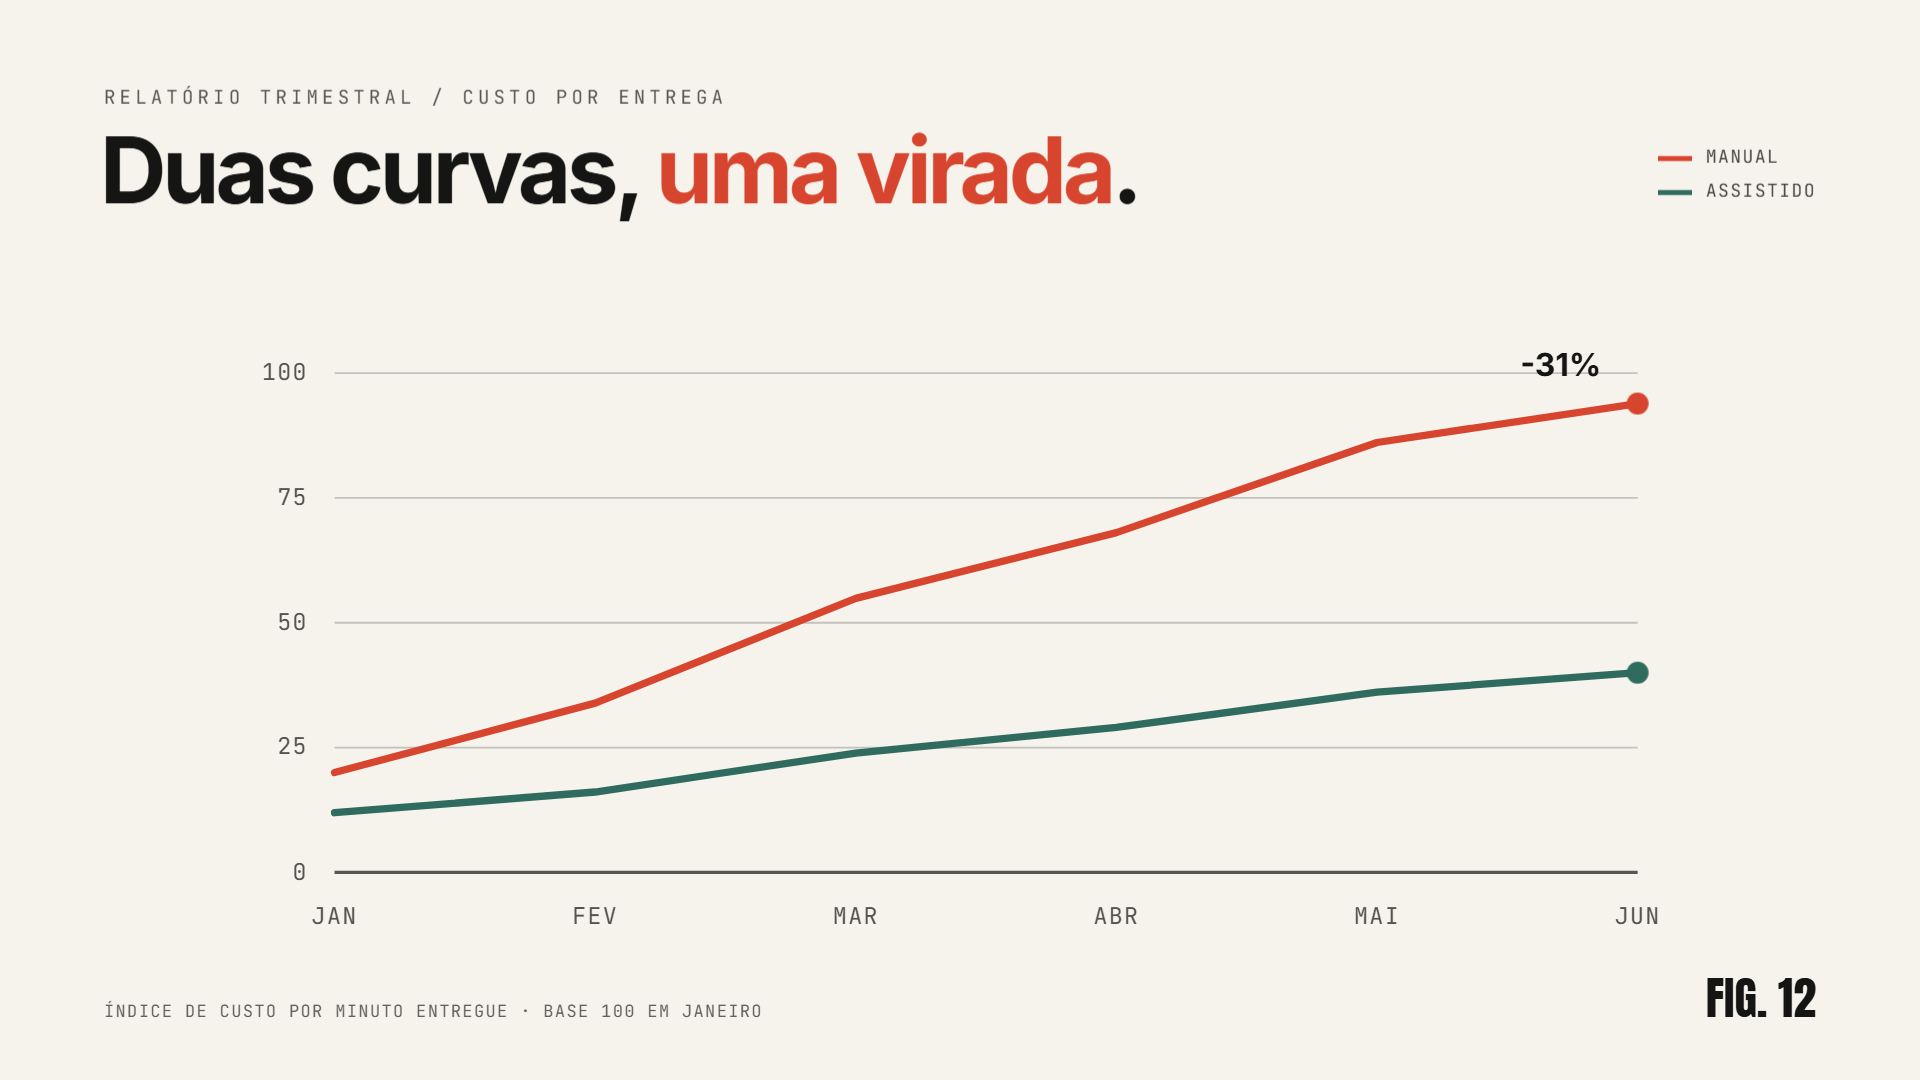 RELATÓRIO TRIMESTRAL / CUSTO POR ENTREGA
Duas curvas, uma virada.
MANUAL
ASSISTIDO
-31%
100
75
50
25
0
JAN FEV MAR ABR MAI JUN
ÍNDICE DE CUSTO POR MINUTO ENTREGUE · BASE 100 EM JANEIRO
FIG. 12